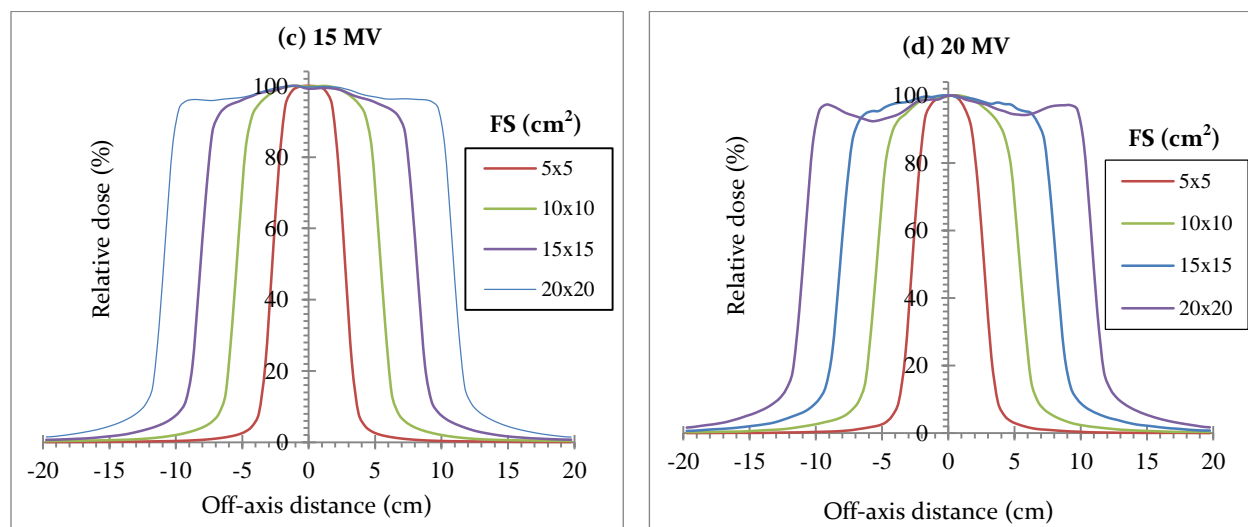 (c) 15 MV
Relative dose (%)
100
80
60
40
20
0
-20 -15 -10 -5 0 5 10 15 20
Off-axis distance (cm)
FS (cm²)
5x5
10x10
15x15
20x20
(d) 20 MV
Relative dose (%)
100
80
60
40
20
0
-20 -15 -10 -5 0 5 10 15 20
Off-axis distance (cm)
FS (cm²)
5x5
10x10
15x15
20x20